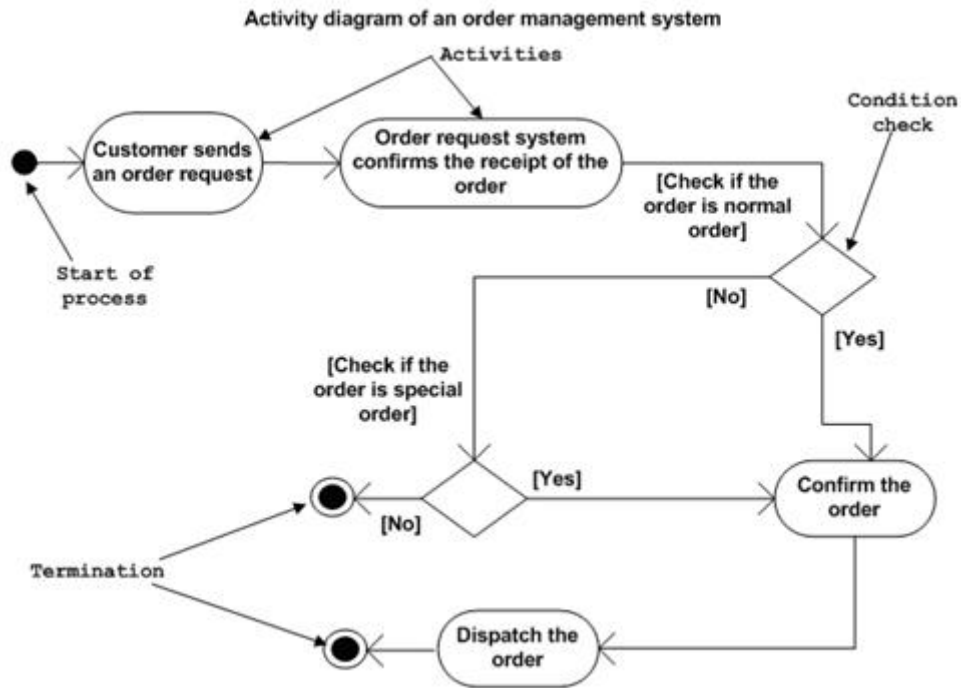 Activity diagram of an order management system
Activities
Condition
check
Customer sends
an order request
Order request system
confirms the receipt of the
order
[Check if the
order is normal
order]
Start of
process
[No]
[Yes]
[Check if the
order is special
order]
[Yes]
[No]
Confirm the
order
Termination
Dispatch the
order